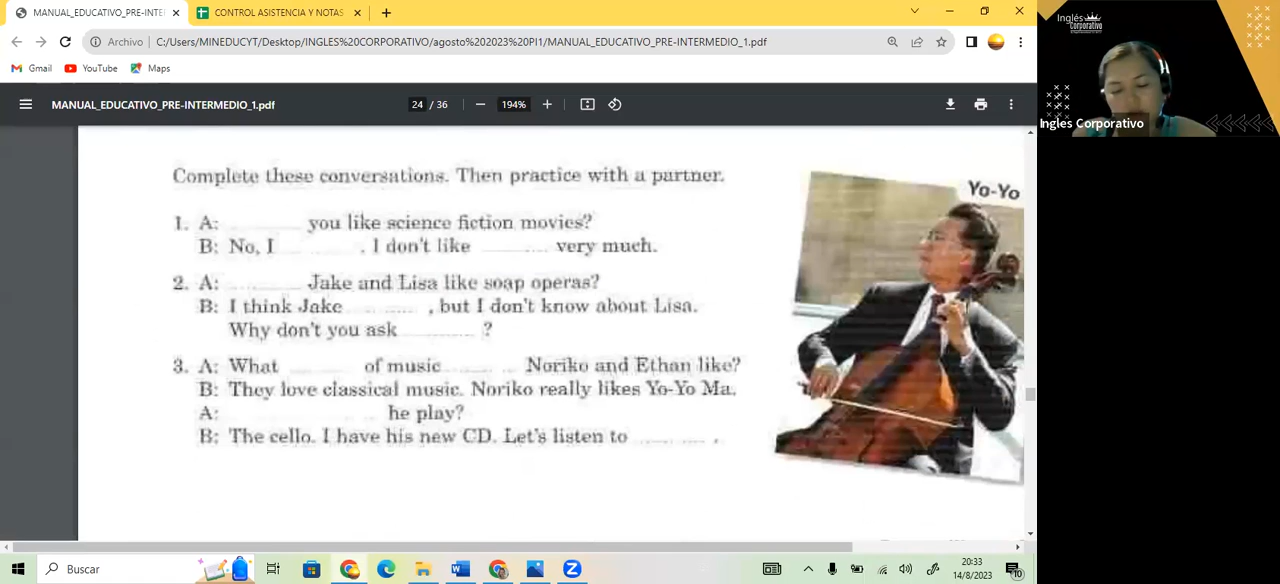 MANUAL_EDUCATIVO_PRE-INTERMEDIO
CONTROL ASISTENCIA Y NOTAS
Archivo C:/Users/MINEDUCYT/Desktop/INGLES%20CORPORATIVO/agosto%202023%20PI1/MANUAL_EDUCATIVO_PRE-INTERMEDIO_1.pdf
Gmail YouTube Maps
MANUAL_EDUCATIVO_PRE-INTERMEDIO_1.pdf 24 / 36 194%
Complete these conversations. Then practice with a partner.
1. A: ........ you like science fiction movies?
B: No, I ........ . I don't like ........ very much.
2. A: ........ Jake and Lisa like soap operas?
B: I think Jake ........ , but I don't know about Lisa.
Why don't you ask ........ ?
3. A: What ........ of music ........ Noriko and Ethan like?
B: They love classical music. Noriko really likes Yo-Yo Ma.
A: ........ he play?
B: The cello. I have his new CD. Let's listen to ........ .
Yo-Yo
Inglés
Corporativo
Ingles Corporativo
Buscar
20:33
14/8/2023
10